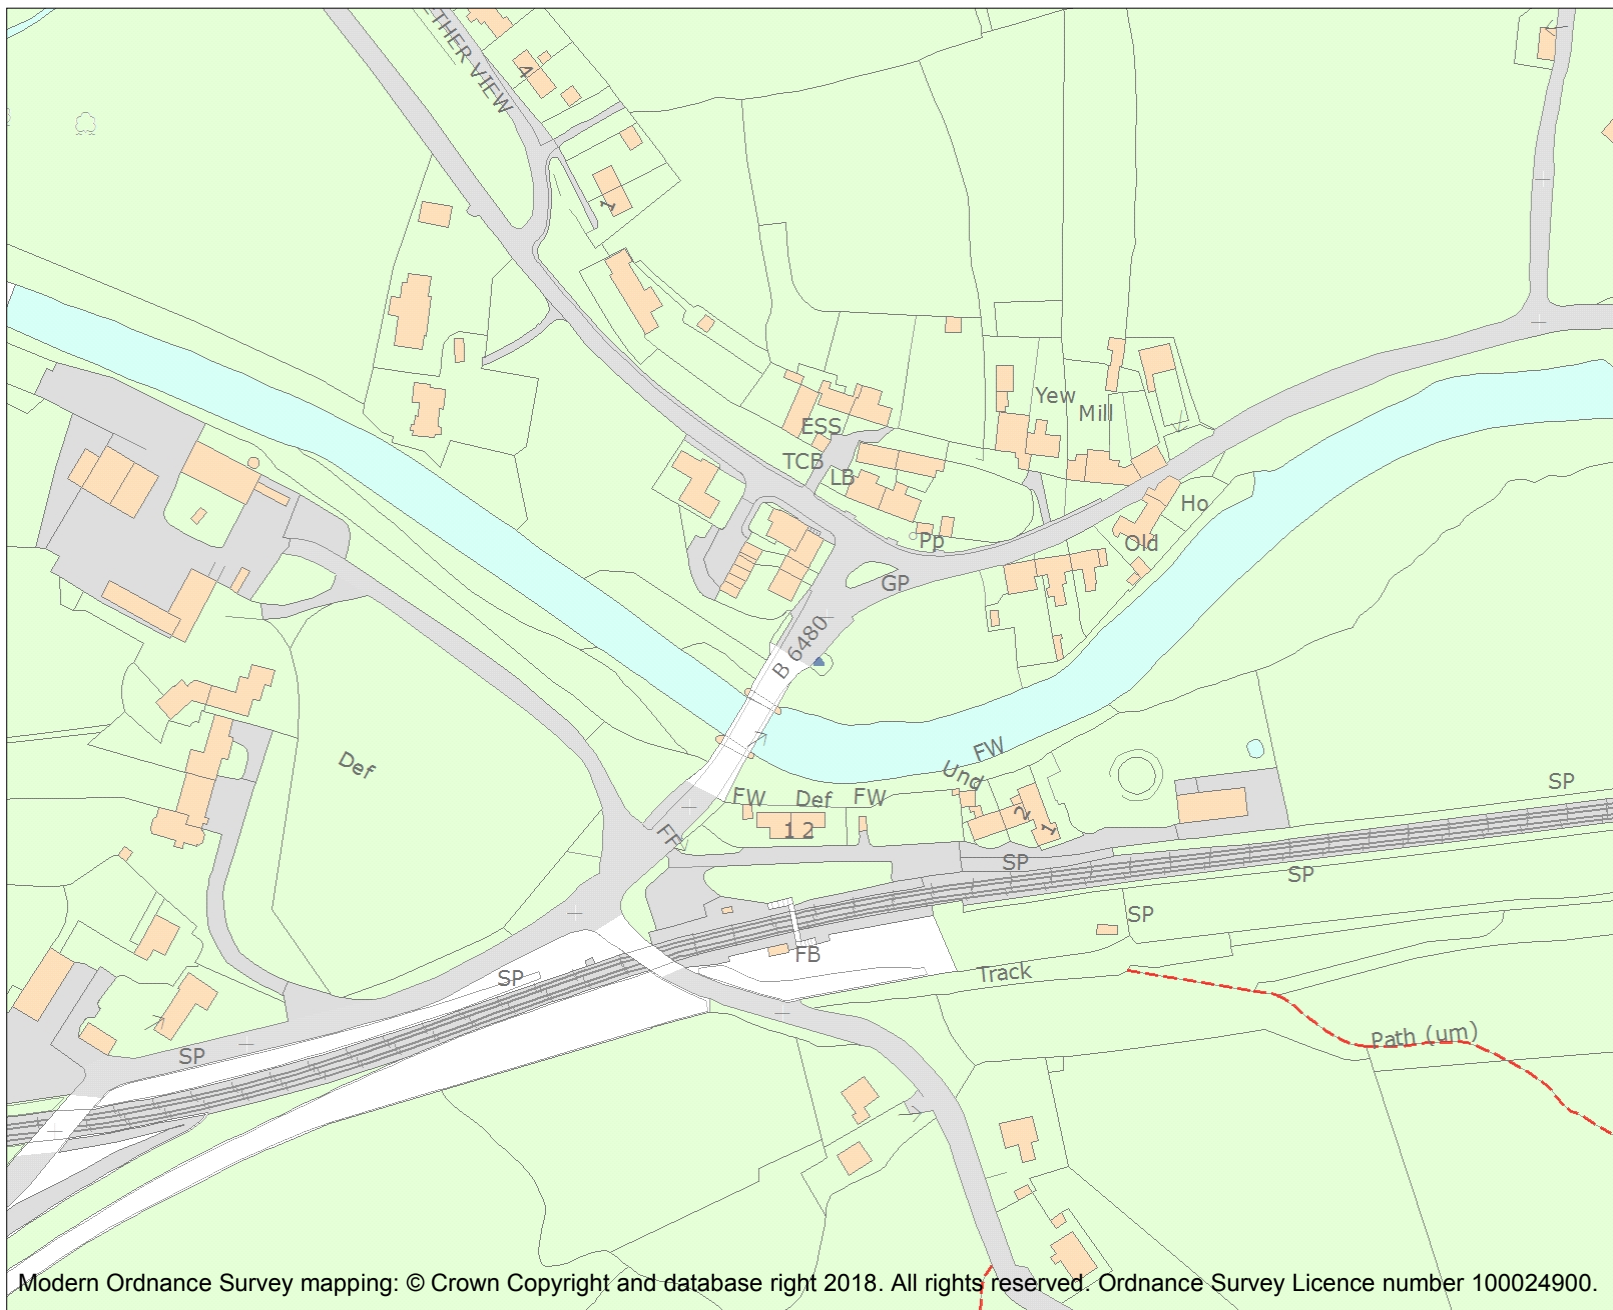 THER VIEW
4
1
Yew
Mill
ESS
TCB
LB
Ho
Pp
Old
GP
B 6480
Def
FW
Und
FW
Def
FW
1 2
2
1
SP
FF
SP
SP
SP
FB
SP
Track
Path (um)
SP
Modern Ordnance Survey mapping: © Crown Copyright and database right 2018. All rights reserved. Ordnance Survey Licence number 100024900.